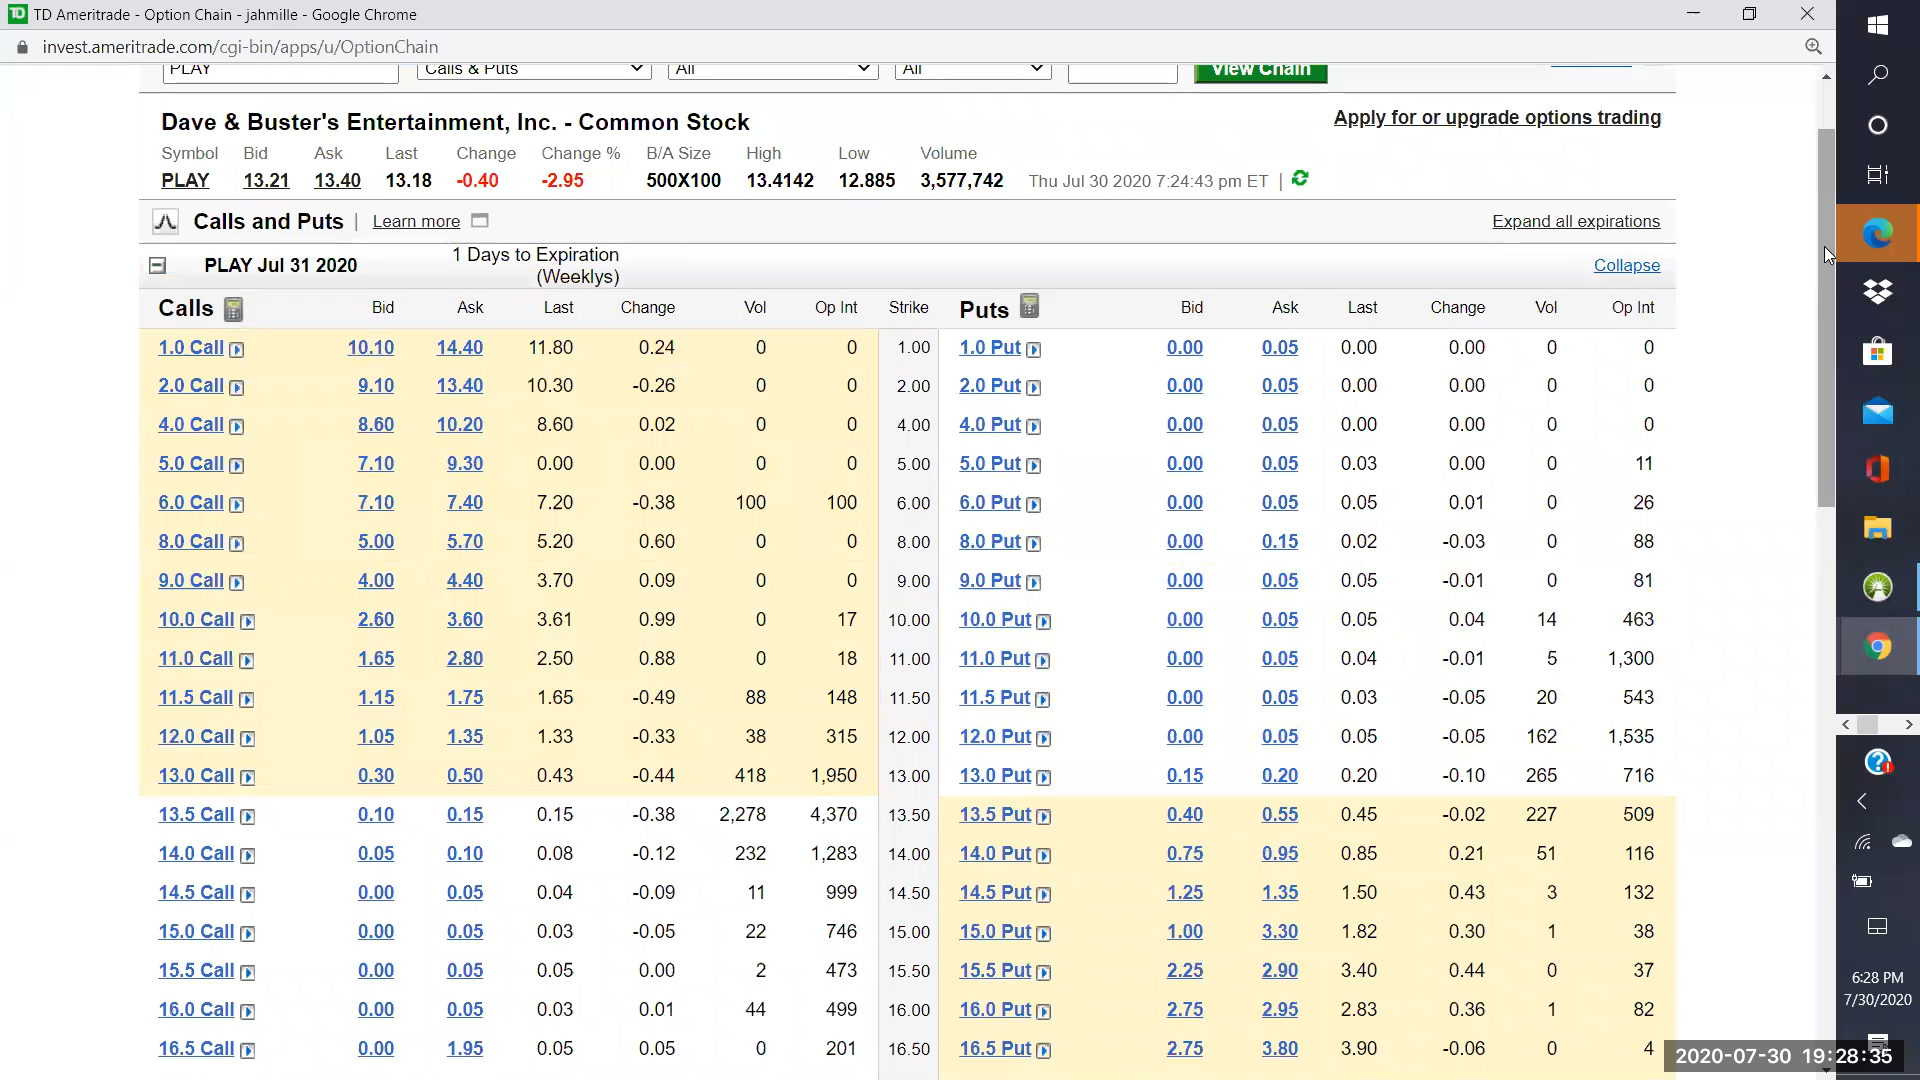 TD Ameritrade - Option Chain - jahmille - Google Chrome
invest.ameritrade.com/cgi-bin/apps/u/OptionChain
PLAY Calls & Puts All All View Chain
Dave & Buster's Entertainment, Inc. - Common Stock Apply for or upgrade options trading
Symbol Bid Ask Last Change Change % B/A Size High Low Volume
PLAY 13.21 13.40 13.18 -0.40 -2.95 500X100 13.4142 12.885 3,577,742 Thu Jul 30 2020 7:24:43 pm ET |
Calls and Puts | Learn more Expand all expirations
PLAY Jul 31 2020 1 Days to Expiration (Weeklys) Collapse
Calls Bid Ask Last Change Vol Op Int Strike Puts Bid Ask Last Change Vol Op Int
1.0 Call 10.10 14.40 11.80 0.24 0 0 1.00 1.0 Put 0.00 0.05 0.00 0.00 0 0
2.0 Call 9.10 13.40 10.30 -0.26 0 0 2.00 2.0 Put 0.00 0.05 0.00 0.00 0 0
4.0 Call 8.60 10.20 8.60 0.02 0 0 4.00 4.0 Put 0.00 0.05 0.00 0.00 0 0
5.0 Call 7.10 9.30 0.00 0.00 0 0 5.00 5.0 Put 0.00 0.05 0.03 0.00 0 11
6.0 Call 7.10 7.40 7.20 -0.38 100 100 6.00 6.0 Put 0.00 0.05 0.05 0.01 0 26
8.0 Call 5.00 5.70 5.20 0.60 0 0 8.00 8.0 Put 0.00 0.15 0.02 -0.03 0 88
9.0 Call 4.00 4.40 3.70 0.09 0 0 9.00 9.0 Put 0.00 0.05 0.05 -0.01 0 81
10.0 Call 2.60 3.60 3.61 0.99 0 17 10.00 10.0 Put 0.00 0.05 0.05 0.04 14 463
11.0 Call 1.65 2.80 2.50 0.88 0 18 11.00 11.0 Put 0.00 0.05 0.04 -0.01 5 1,300
11.5 Call 1.15 1.75 1.65 -0.49 88 148 11.50 11.5 Put 0.00 0.05 0.03 -0.05 20 543
12.0 Call 1.05 1.35 1.33 -0.33 38 315 12.00 12.0 Put 0.00 0.05 0.05 -0.05 162 1,535
13.0 Call 0.30 0.50 0.43 -0.44 418 1,950 13.00 13.0 Put 0.15 0.20 0.20 -0.10 265 716
13.5 Call 0.10 0.15 0.15 -0.38 2,278 4,370 13.50 13.5 Put 0.40 0.55 0.45 -0.02 227 509
14.0 Call 0.05 0.10 0.08 -0.12 232 1,283 14.00 14.0 Put 0.75 0.95 0.85 0.21 51 116
14.5 Call 0.00 0.05 0.04 -0.09 11 999 14.50 14.5 Put 1.25 1.35 1.50 0.43 3 132
15.0 Call 0.00 0.05 0.03 -0.05 22 746 15.00 15.0 Put 1.00 3.30 1.82 0.30 1 38
15.5 Call 0.00 0.05 0.05 0.00 2 473 15.50 15.5 Put 2.25 2.90 3.40 0.44 0 37
16.0 Call 0.00 0.05 0.03 0.01 44 499 16.00 16.0 Put 2.75 2.95 2.83 0.36 1 82
16.5 Call 0.00 1.95 0.05 0.05 0 201 16.50 16.5 Put 2.75 3.80 3.90 -0.06 0 4
6:28 PM
7/30/2020
2020-07-30 19:28:35